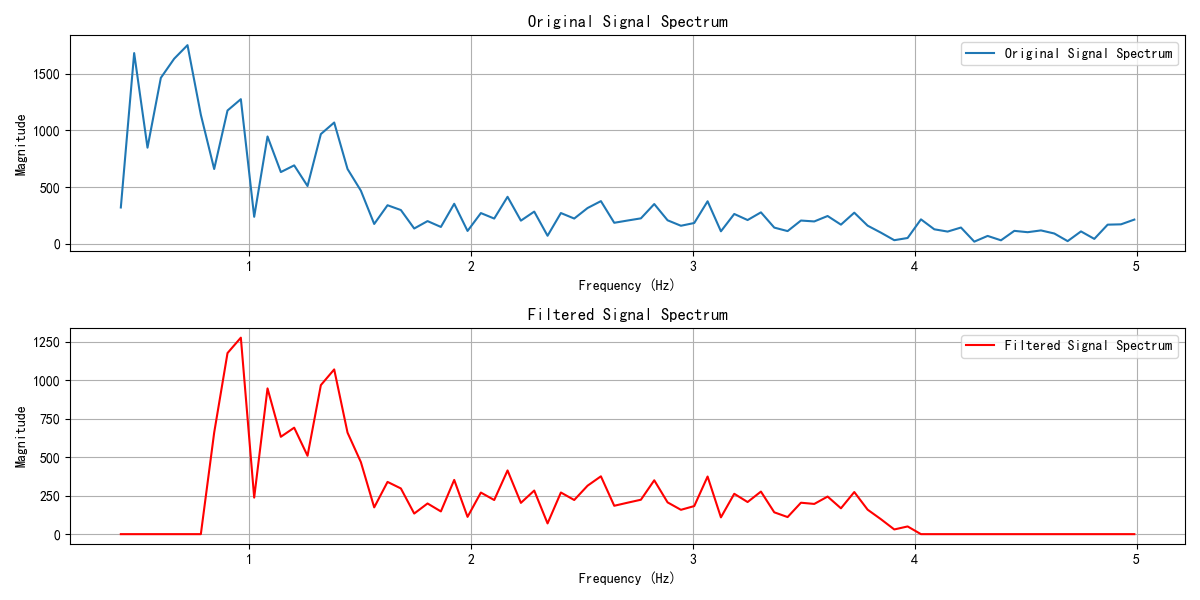 Original Signal Spectrum
Original Signal Spectrum
Magnitude
1500
1000
500
0
1 2 3 4 5
Frequency (Hz)
Filtered Signal Spectrum
Filtered Signal Spectrum
Magnitude
1250
1000
750
500
250
0
1 2 3 4 5
Frequency (Hz)